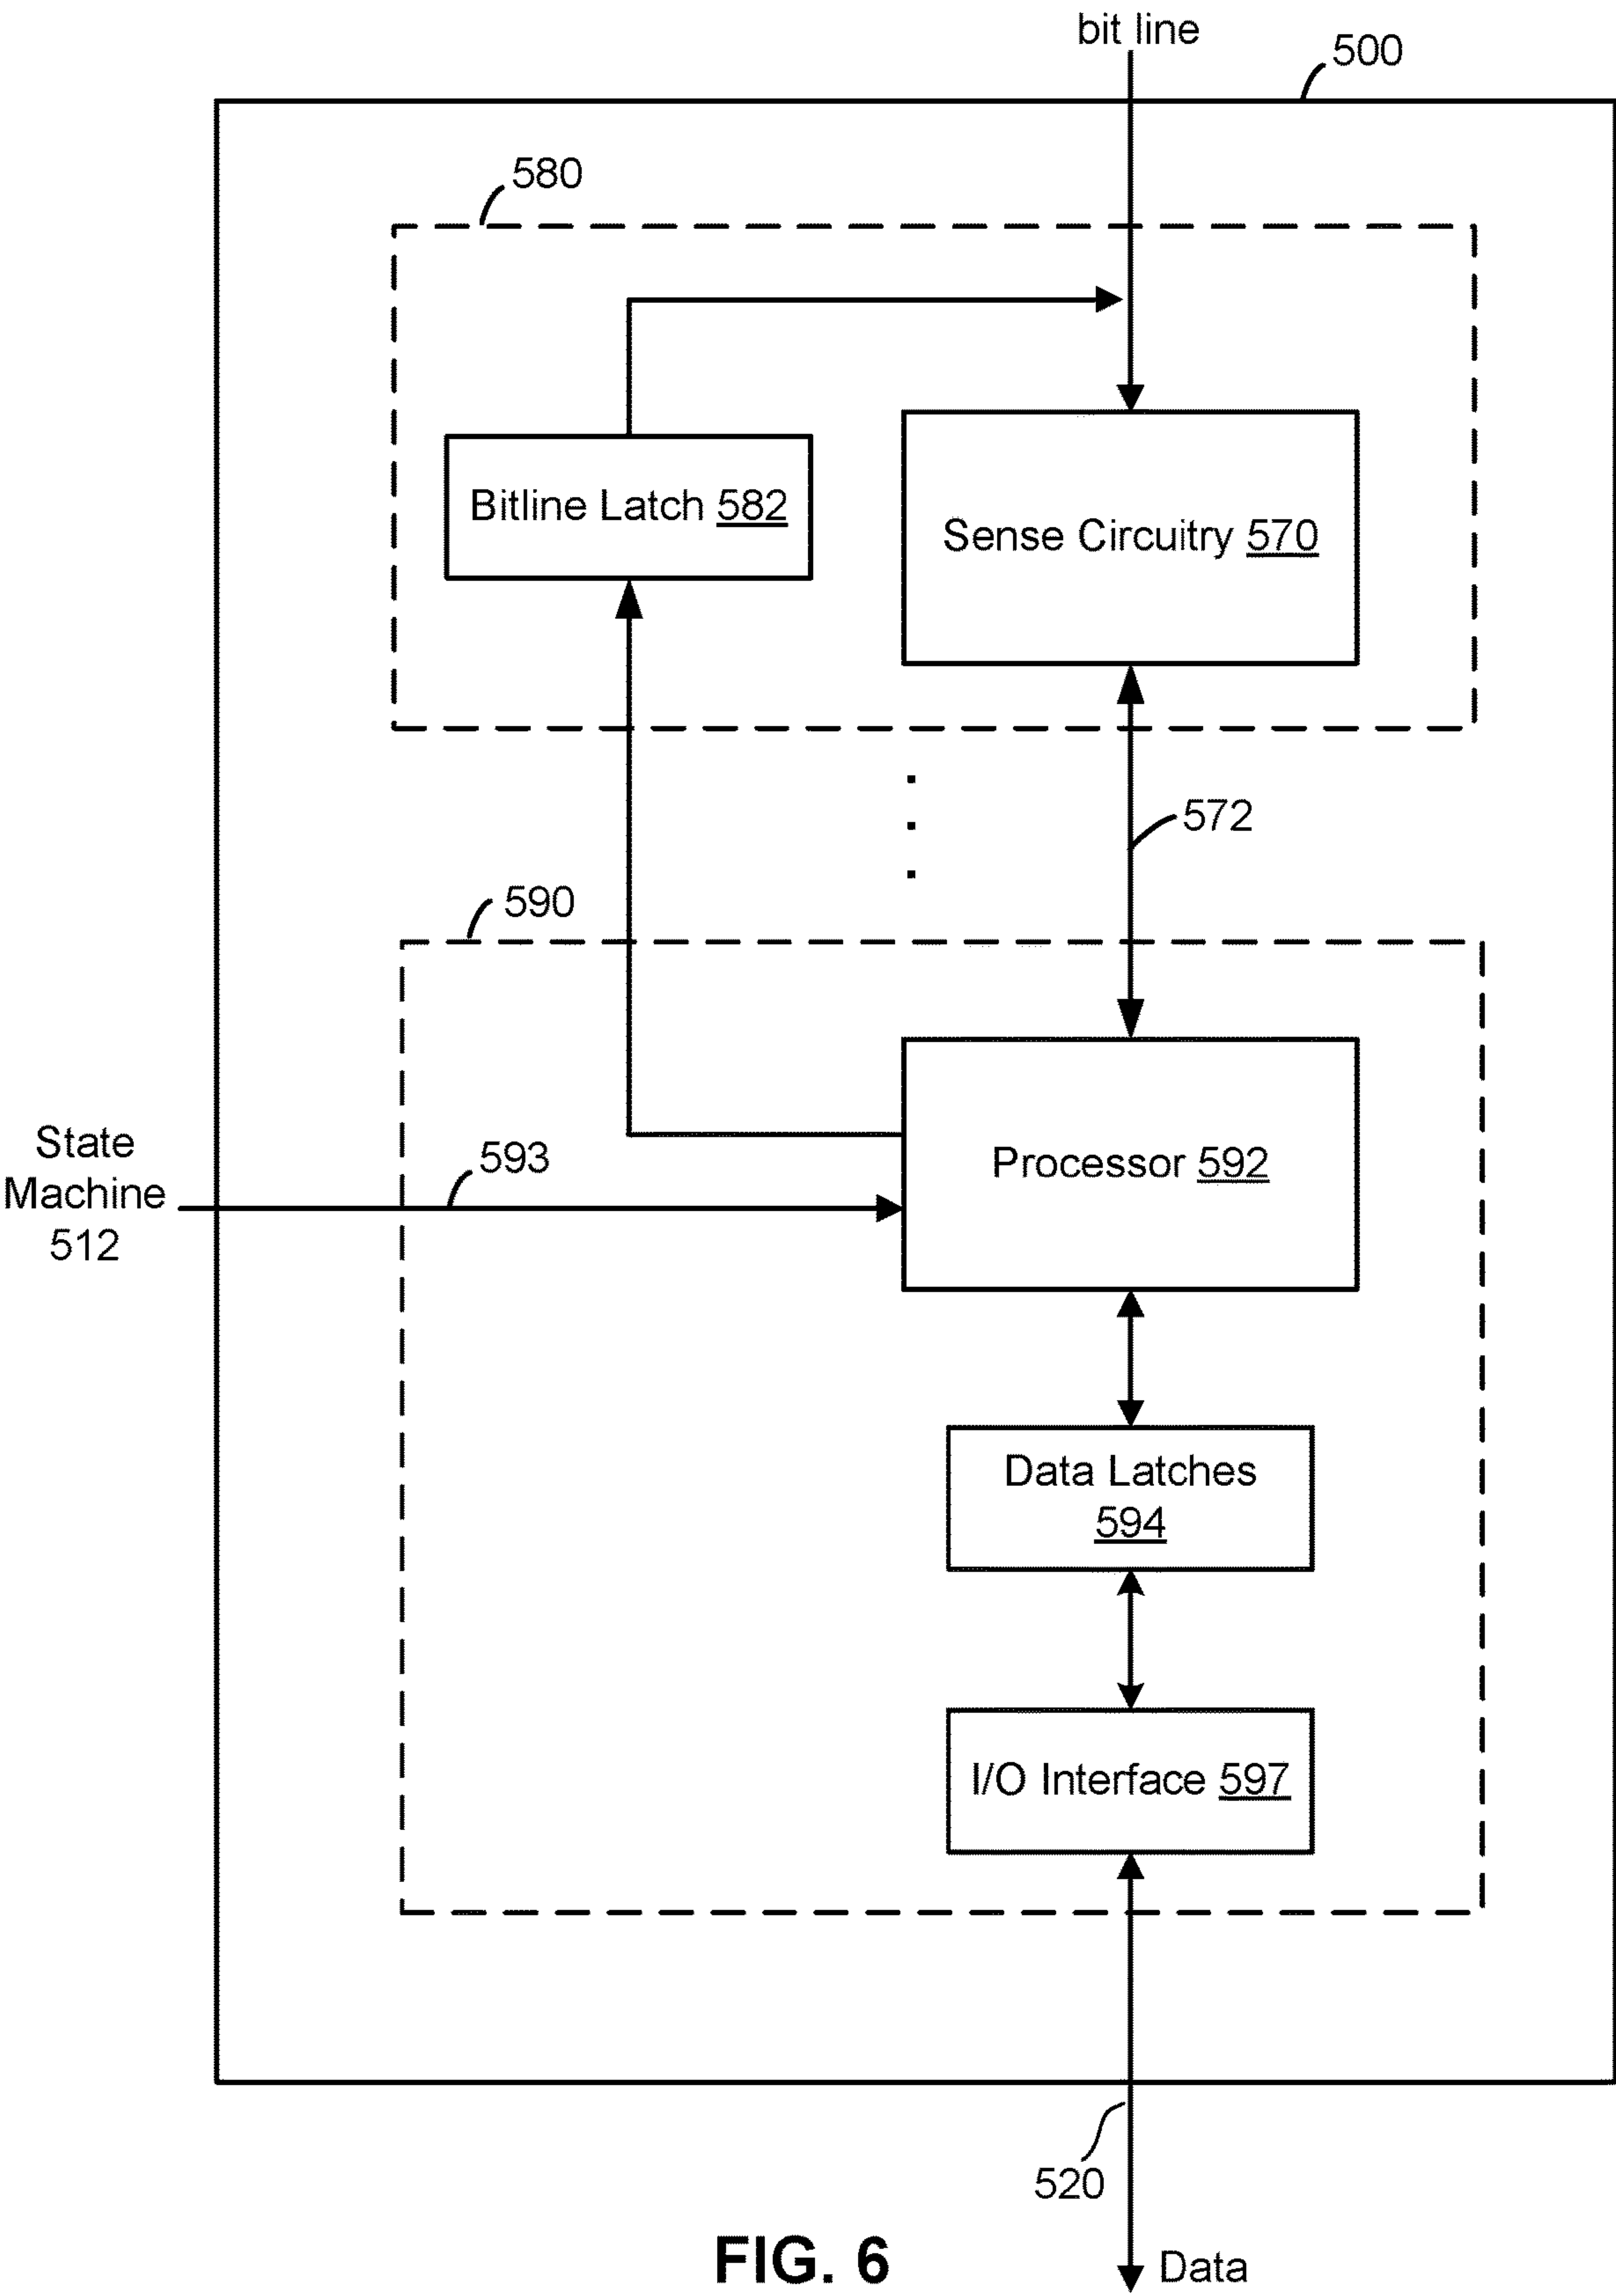 bit line
500
580
Bitline Latch 582
Sense Circuitry 570
572
590
State
Machine
512
593
Processor 592
Data Latches
594
I/O Interface 597
520
FIG. 6
Data